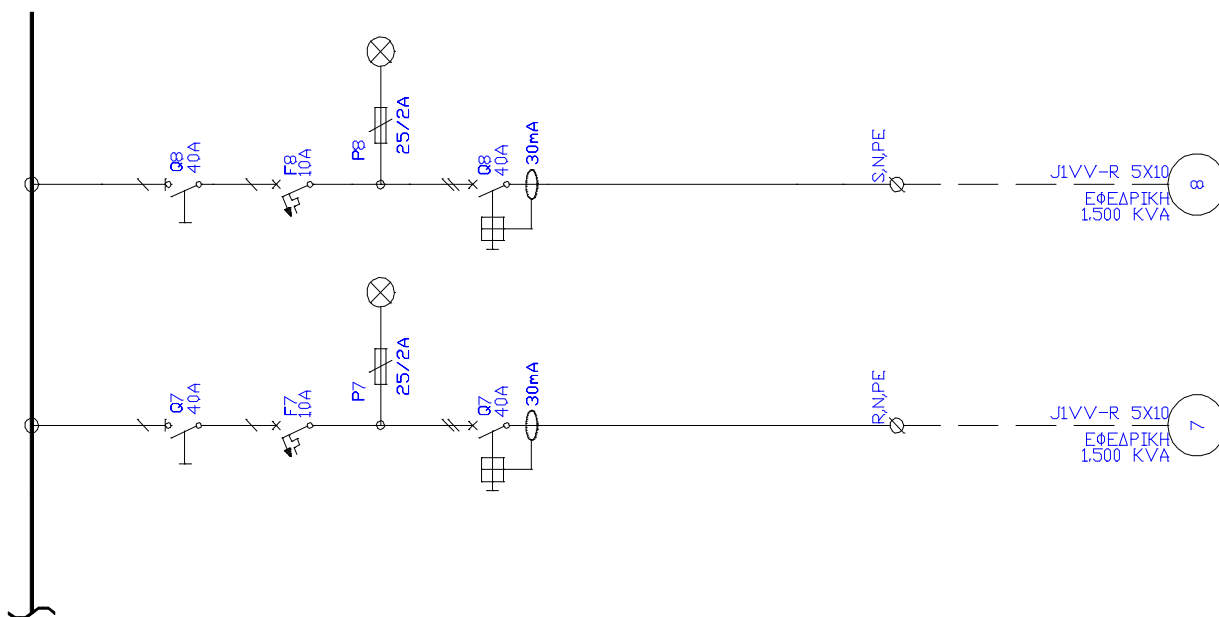 Q8
40A
F8
10A
P8
25/2A
Q8
40A
30mA
S,N,PE
J1VV-R 5X10
ΕΦΕΔΡΙΚΗ
1.500 KVA
8
Q7
40A
F7
10A
P7
25/2A
Q7
40A
30mA
R,N,PE
J1VV-R 5X10
ΕΦΕΔΡΙΚΗ
1.500 KVA
7